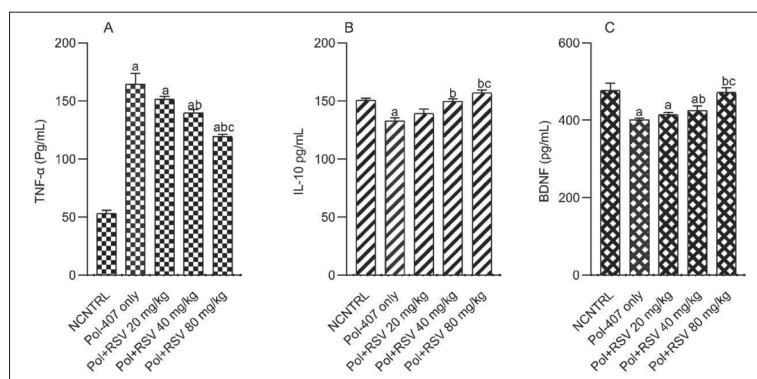 A
TNF-α (Pg/mL)
200
150
100
50
0
a
a
ab
abc
NCNTRL
Pol-407 only
Pol+RSV 20 mg/kg
Pol+RSV 40 mg/kg
Pol+RSV 80 mg/kg
B
IL-10 pg/mL
200
150
100
50
0
a
b
bc
NCNTRL
Pol-407 only
Pol+RSV 20 mg/kg
Pol+RSV 40 mg/kg
Pol+RSV 80 mg/kg
C
BDNF (pg/mL)
600
400
200
0
a
a
ab
bc
NCNTRL
Pol-407 only
Pol+RSV 20 mg/kg
Pol+RSV 40 mg/kg
Pol+RSV 80 mg/kg